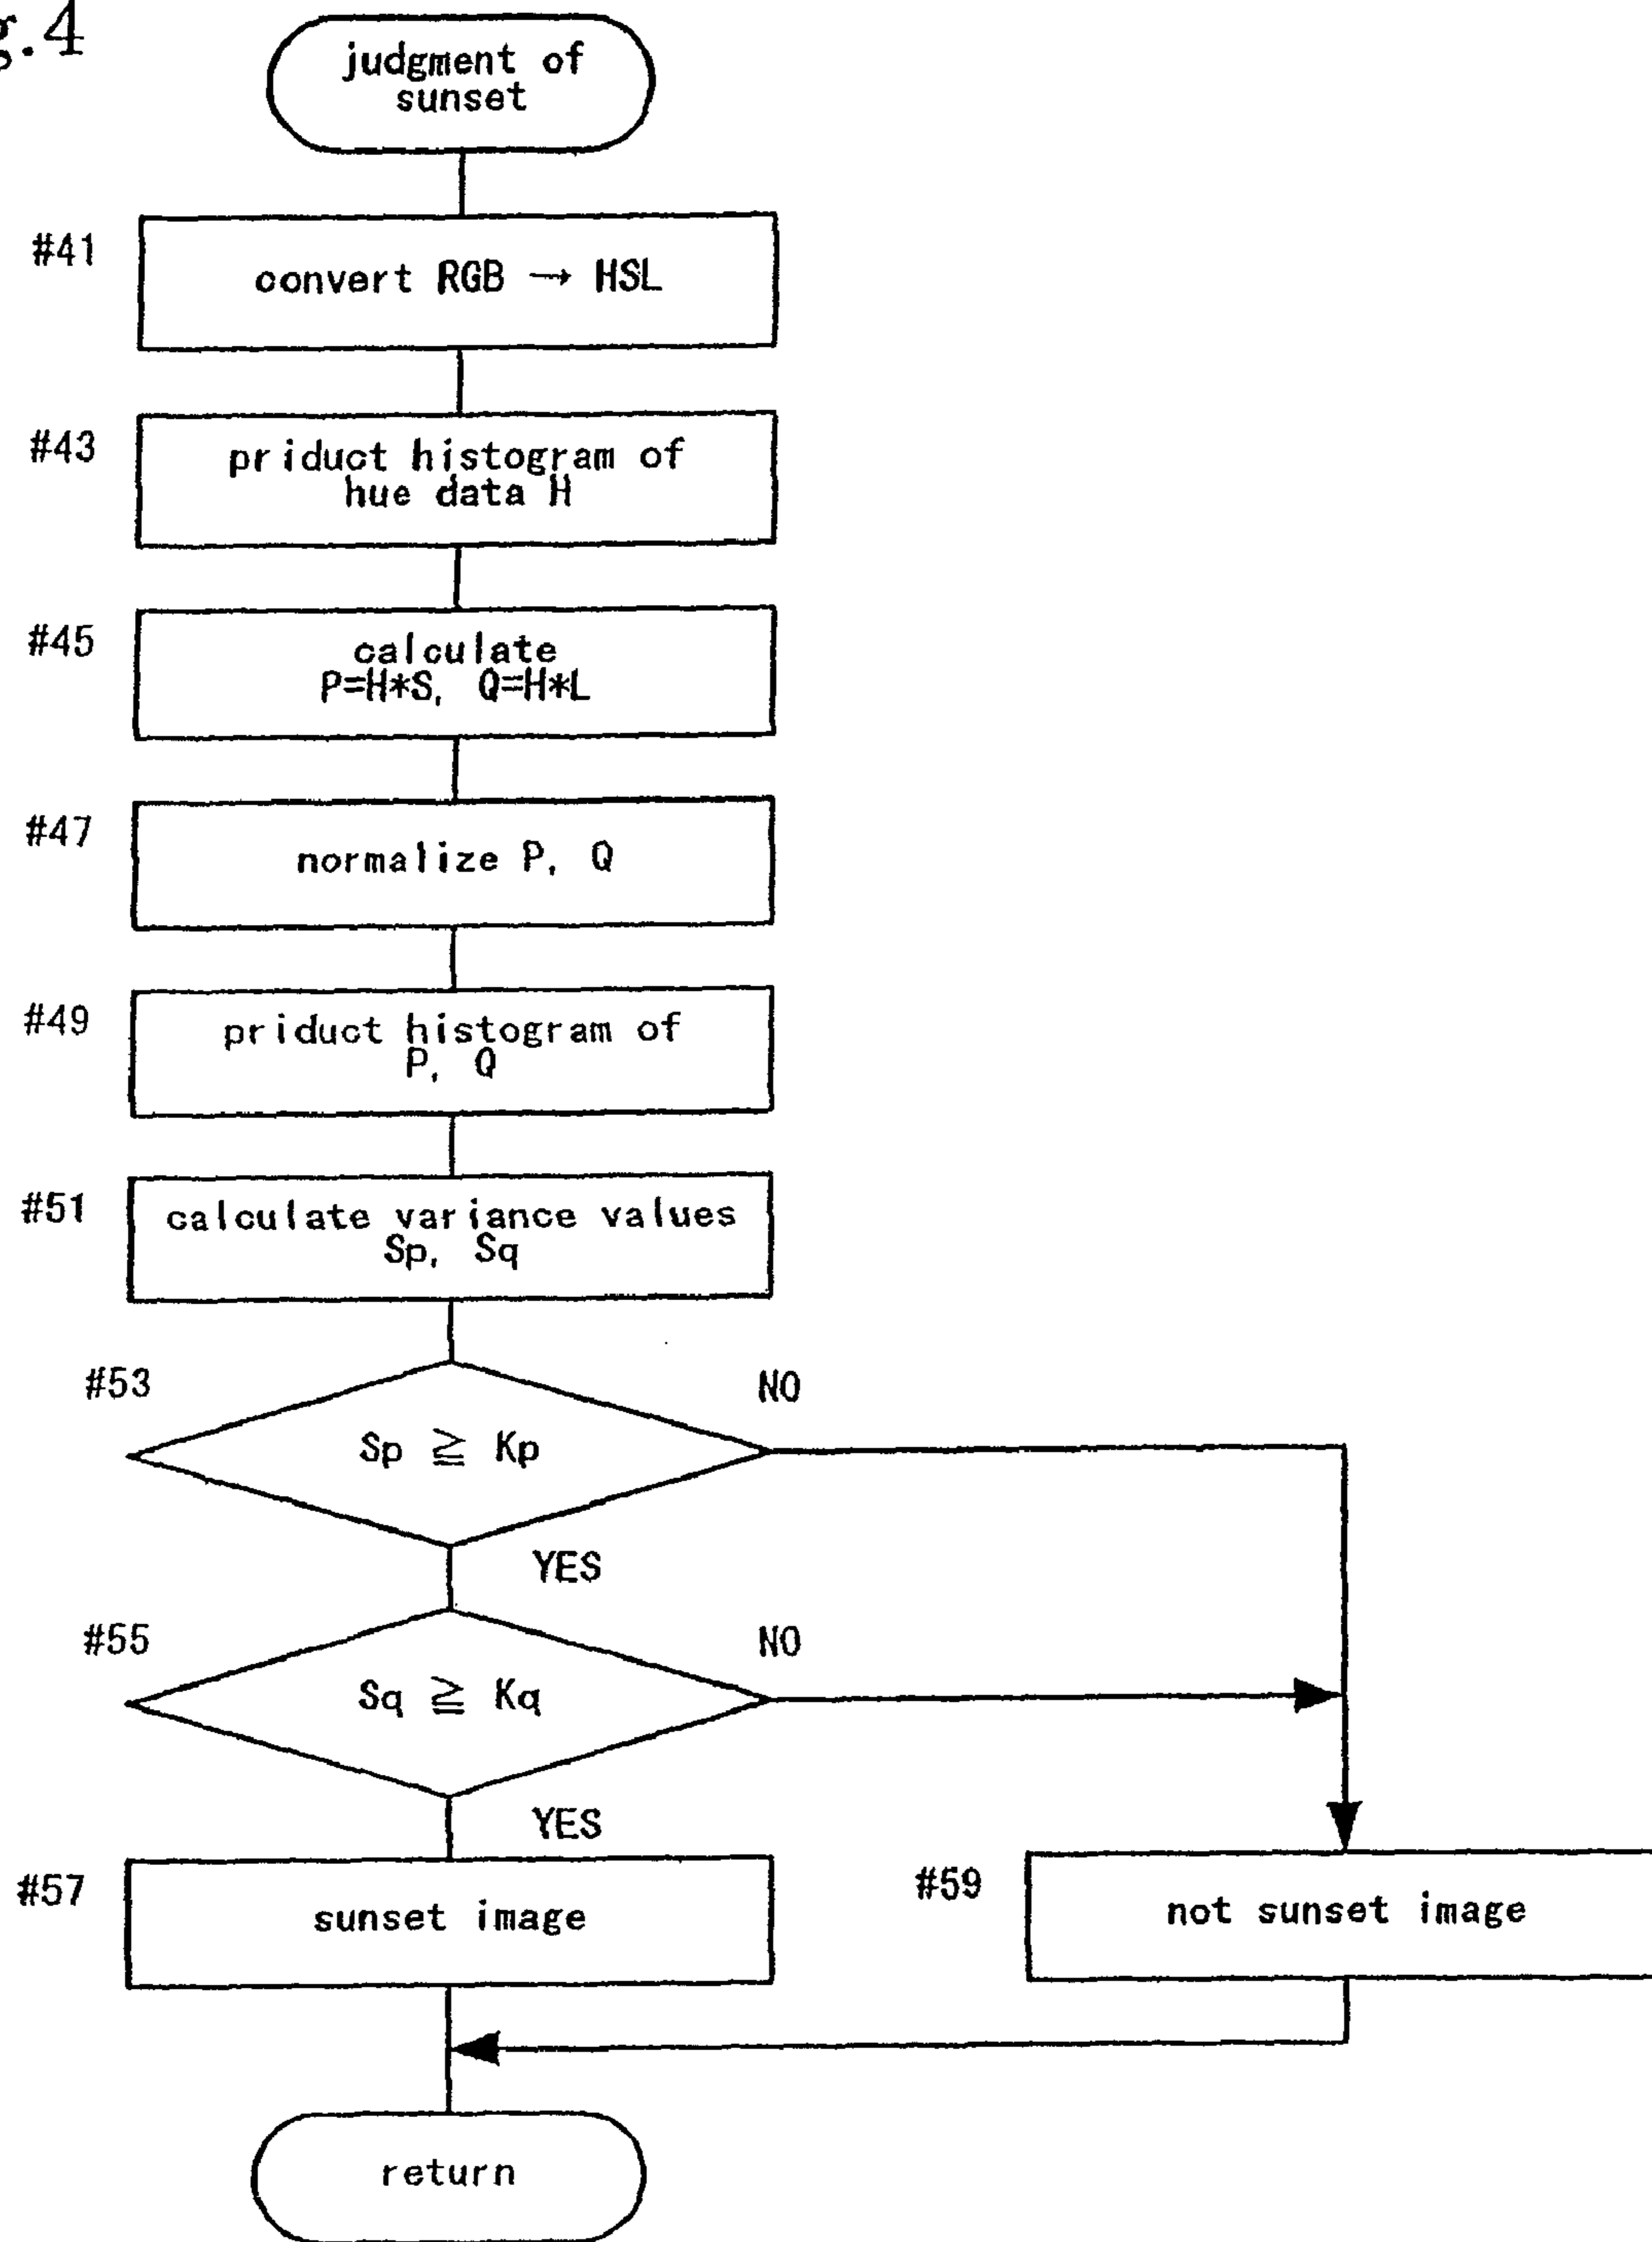 g.4
judgment of
sunset
#41
convert RGB → HSL
#43
priduct histogram of
hue data H
#45
calculate
P=H*S, Q=H*L
#47
normalize P, Q
#49
priduct histogram of
P, Q
#51
calculate variance values
Sp, Sq
#53
Sp ≧ Kp
NO
YES
#55
Sq ≧ Kq
NO
YES
#57
sunset image
#59
not sunset image
return